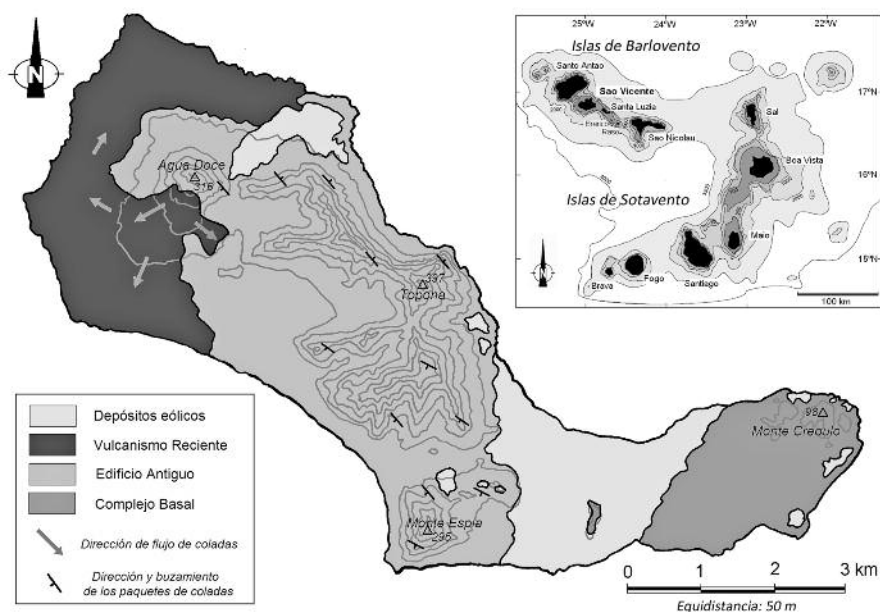 N
Agua Doce
316
397
Topona
Monte Espia
295
98
Monte Creoulo
25°W
24°W
23°W
22°W
Islas de Barlovento
Santo Antao
Sao Vicente
Santa Luzia
Raso
Sao Nicolau
Sal
Boa Vista
Islas de Sotavento
Maio
Brava
Fogo
Santiago
17°N
16°N
15°N
N
100 km
Depósitos eólicos
Vulcanismo Reciente
Edificio Antiguo
Complejo Basal
Dirección de flujo de coladas
Dirección y buzamiento
de los paquetes de coladas
0 1 2 3 km
Equidistancia: 50 m